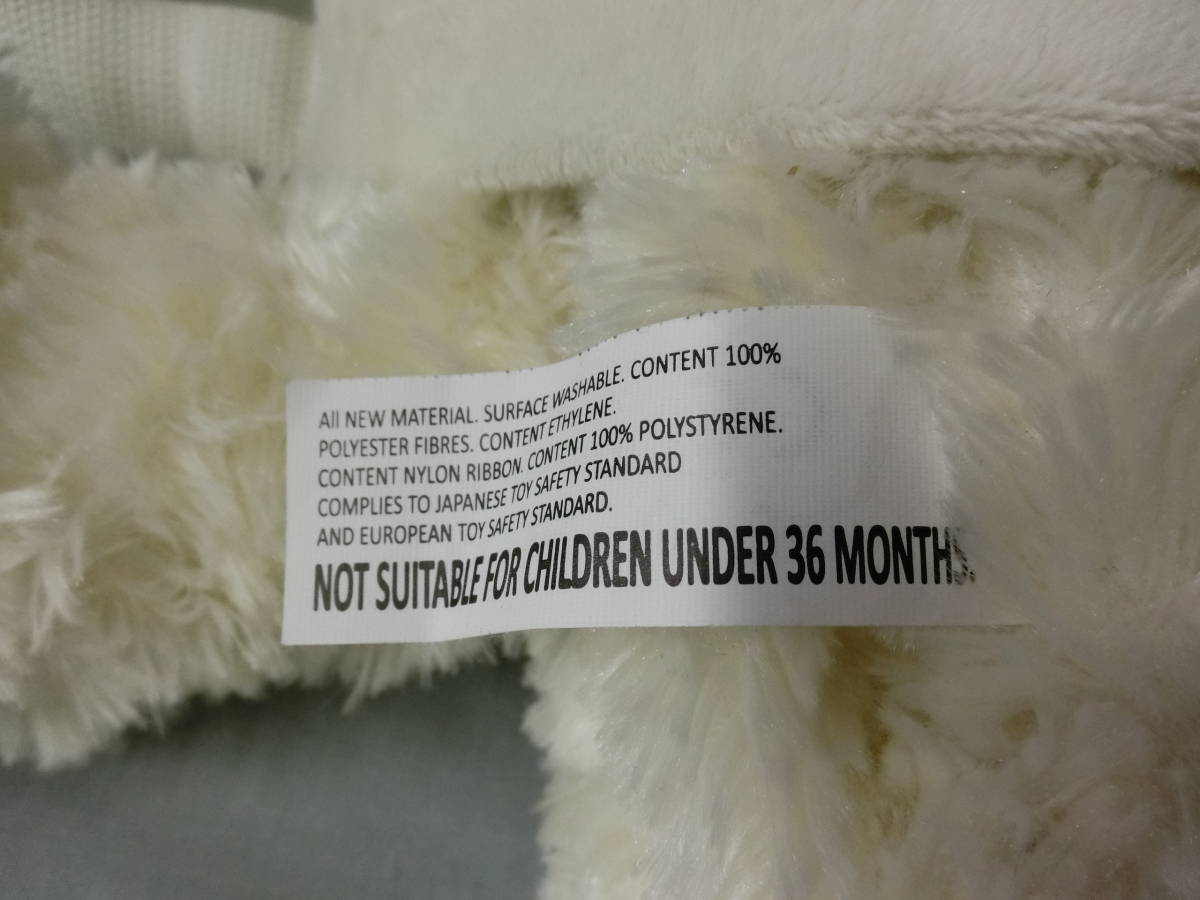 All NEW MATERIAL. SURFACE WASHABLE. CONTENT 100%
POLYESTER FIBRES. CONTENT ETHYLENE.
CONTENT NYLON RIBBON. CONTENT 100% POLYSTYRENE.
COMPLIES TO JAPANESE TOY SAFETY STANDARD
AND EUROPEAN TOY SAFETY STANDARD.
NOT SUITABLE FOR CHILDREN UNDER 36 MONTHS.